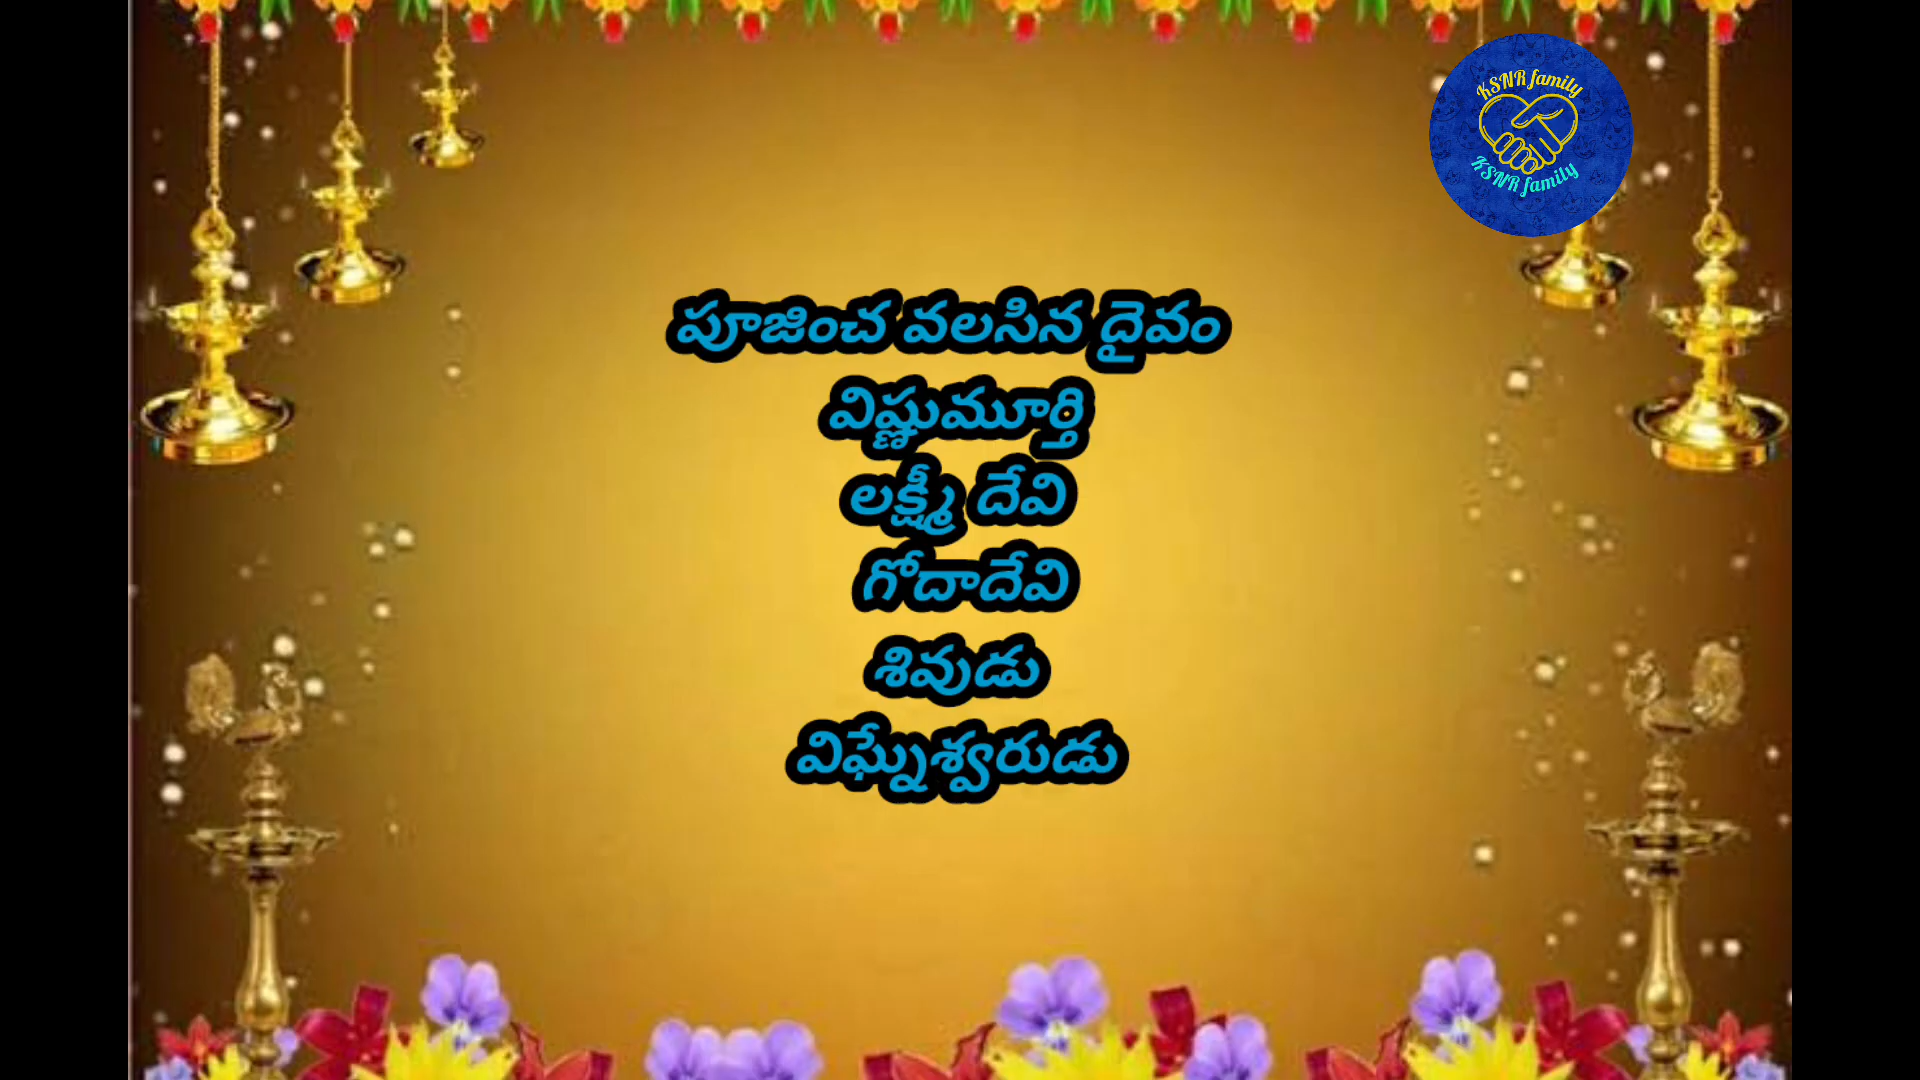 KSNR family
KSNR family
పూజించ వలసిన దైవం
విష్ణుమూర్తి
లక్ష్మీ దేవి
గోదాదేవి
శివుడు
విఘ్నేశ్వరుడు